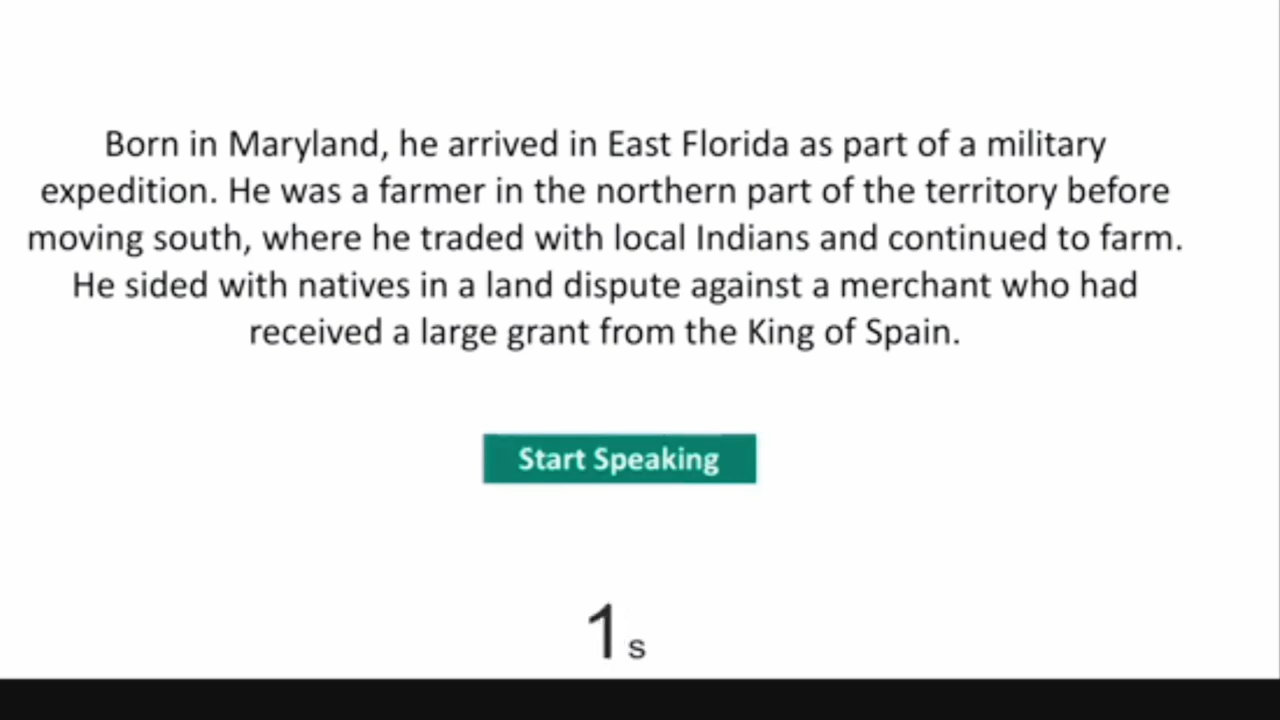 Born in Maryland, he arrived in East Florida as part of a military
expedition. He was a farmer in the northern part of the territory before
moving south, where he traded with local Indians and continued to farm.
He sided with natives in a land dispute against a merchant who had
received a large grant from the King of Spain.
Start Speaking
1 s